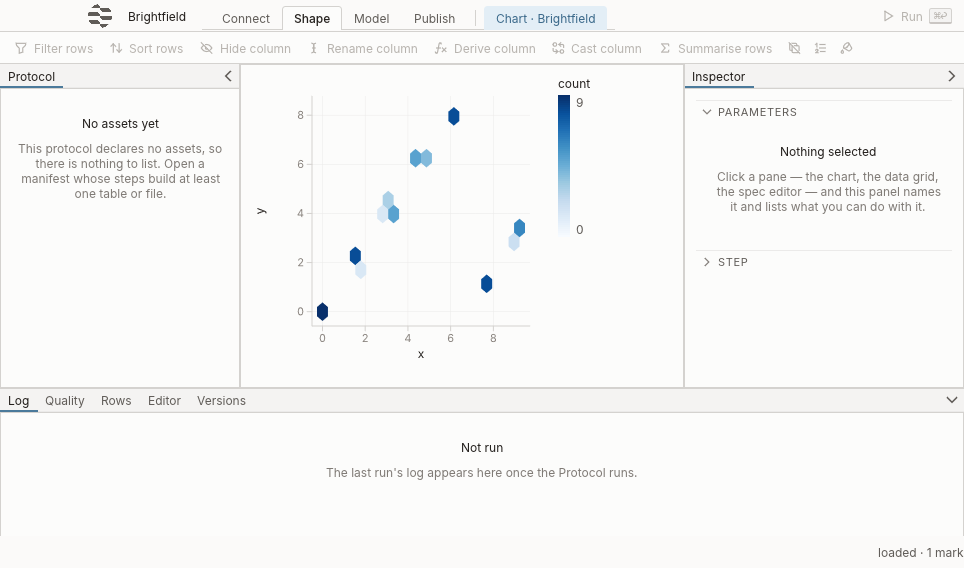 Brightfield
Connect
Shape
Model
Publish
Chart · Brightfield
Run
Filter rows
Sort rows
Hide column
Rename column
Derive column
Cast column
Summarise rows
Protocol
No assets yet
This protocol declares no assets, so
there is nothing to list. Open a
manifest whose steps build at least
one table or file.
count
9
0
8
6
4
2
0
y
0
2
4
6
8
x
Inspector
PARAMETERS
Nothing selected
Click a pane — the chart, the data grid,
the spec editor — and this panel names
it and lists what you can do with it.
STEP
Log
Quality
Rows
Editor
Versions
Not run
The last run's log appears here once the Protocol runs.
loaded · 1 mark